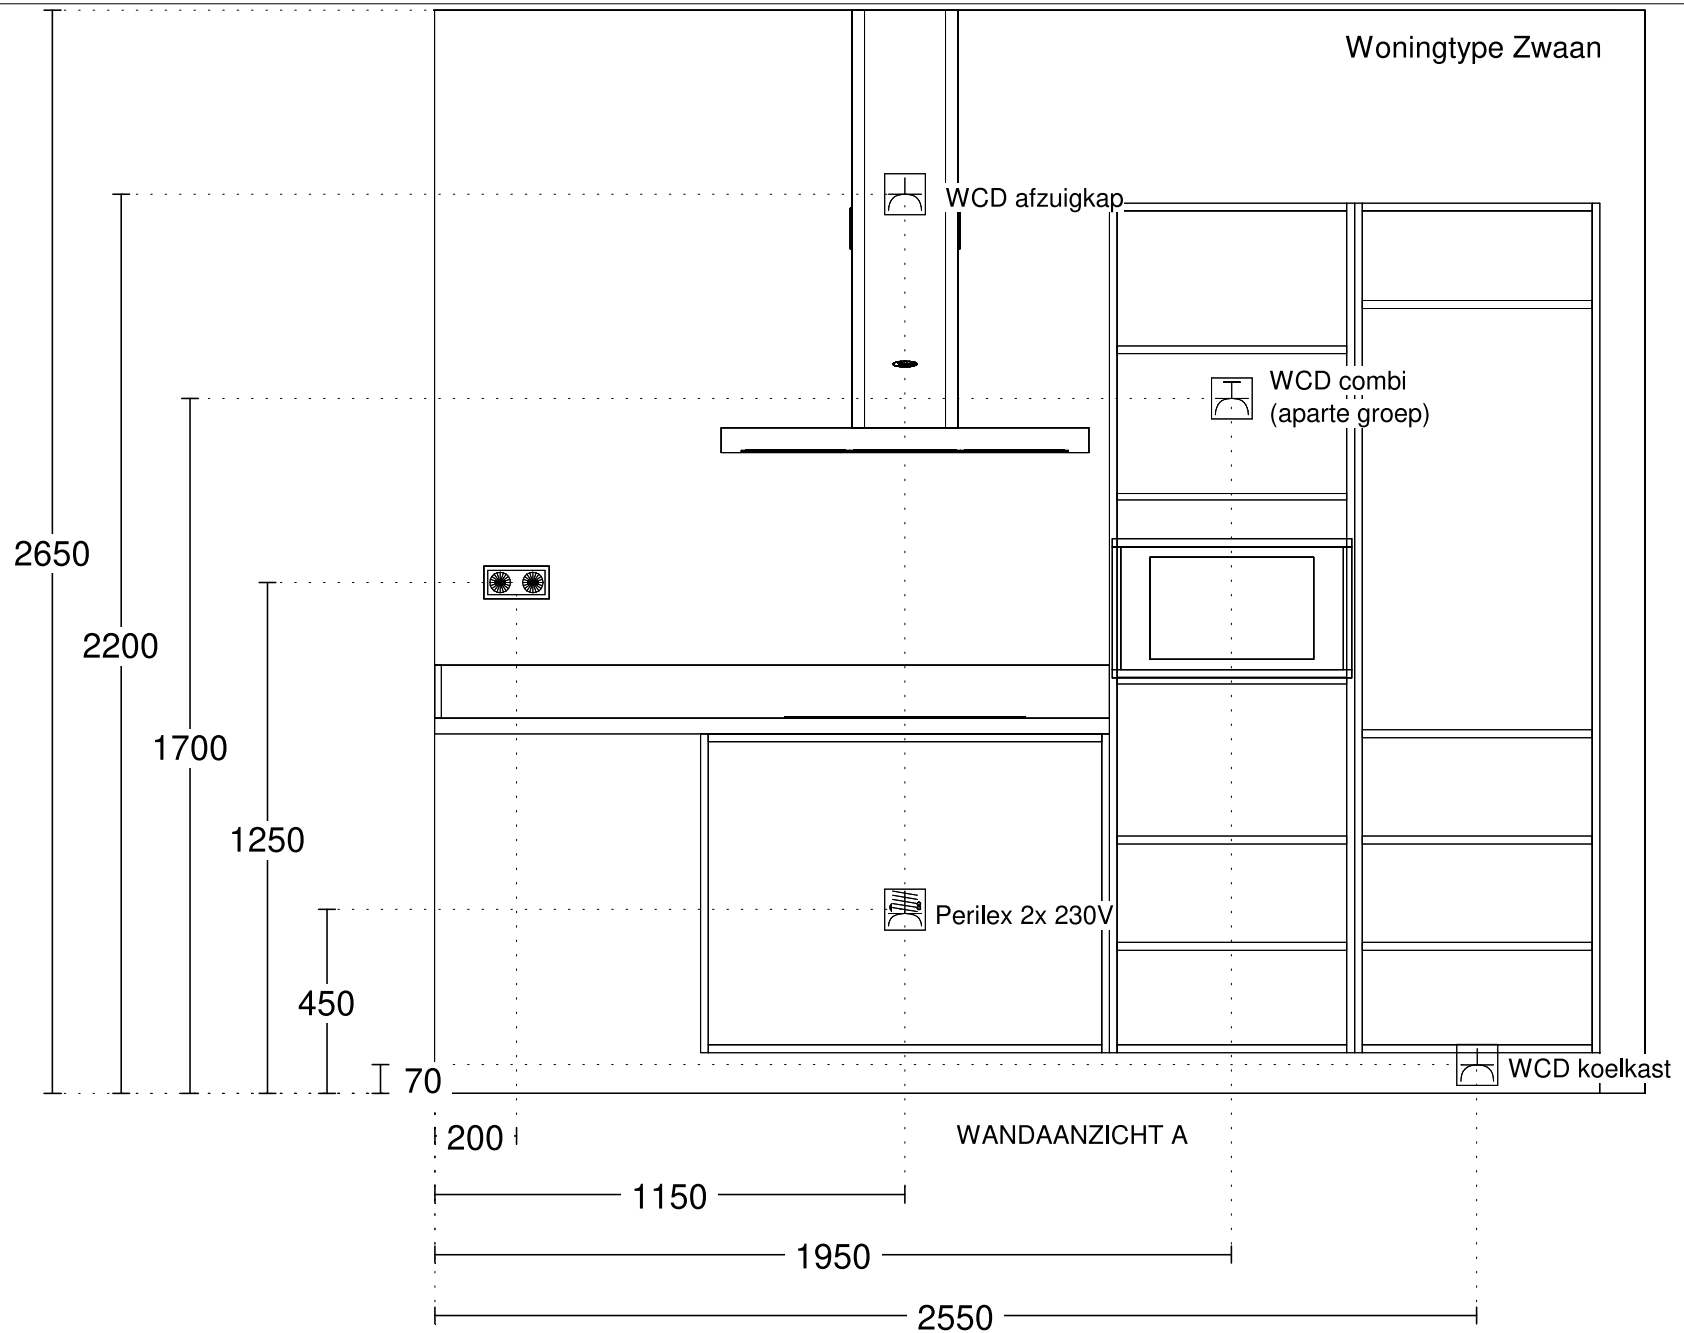 Woningtype Zwaan
WCD afzuigkap
WCD combi
(aparte groep)
2650
2200
1700
1250
Perilex 2x 230V
450
WCD koelkast
70
WANDAANZICHT A
200
1150
1950
2550